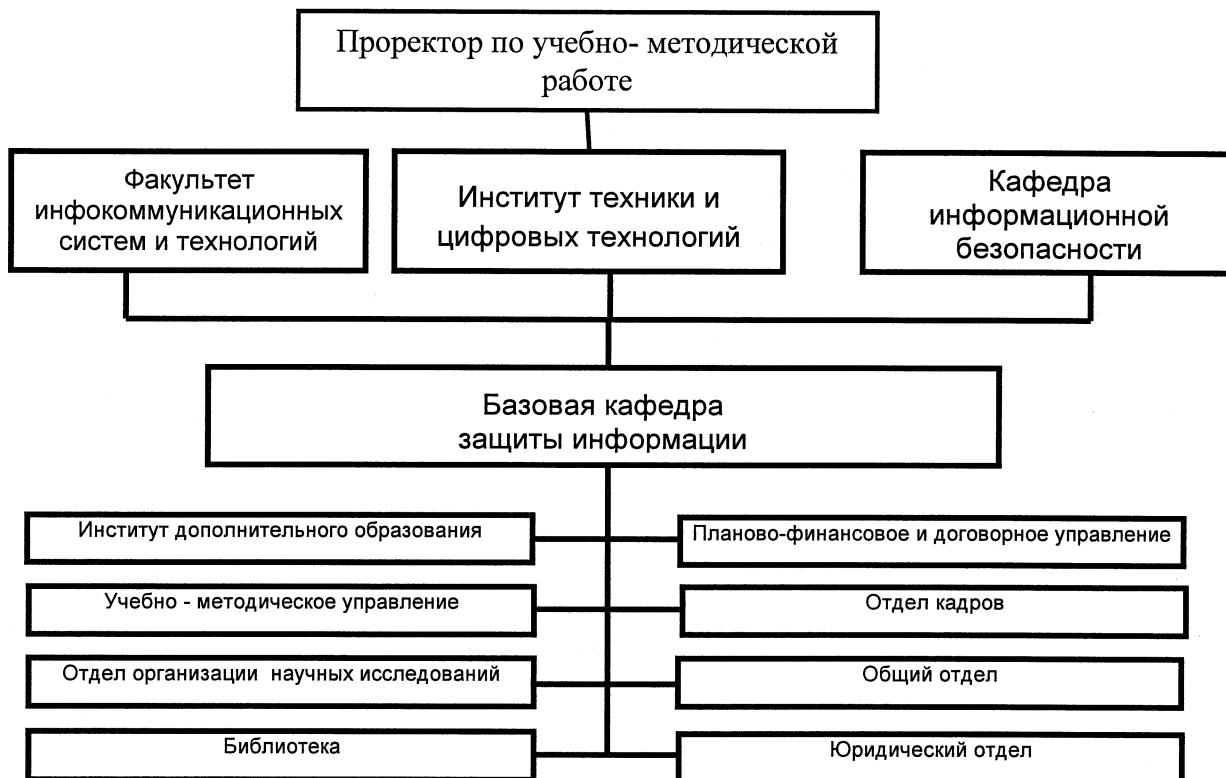 Проректор по учебно- методической
работе
Факультет
инфокоммуникационных
систем и технологий
Институт техники и
цифровых технологий
Кафедра
информационной
безопасности
Базовая кафедра
защиты информации
Институт дополнительного образования
Планово-финансовое и договорное управление
Учебно - методическое управление
Отдел кадров
Отдел организации научных исследований
Общий отдел
Библиотека
Юридический отдел